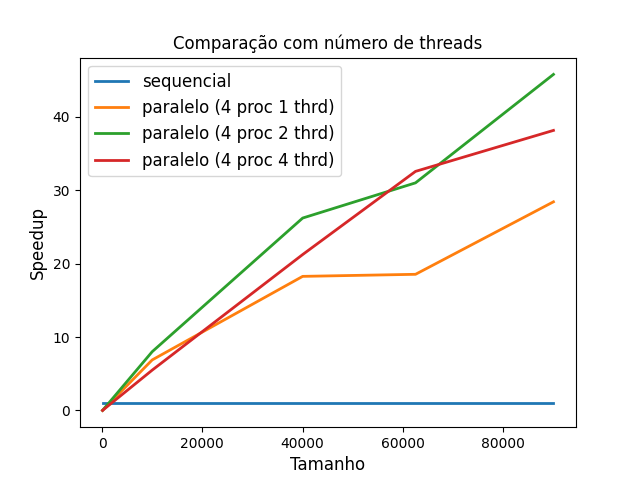 Comparação com número de threads
sequencial
paralelo (4 proc 1 thrd)
paralelo (4 proc 2 thrd)
paralelo (4 proc 4 thrd)
Speedup
40
30
20
10
0
0 20000 40000 60000 80000
Tamanho